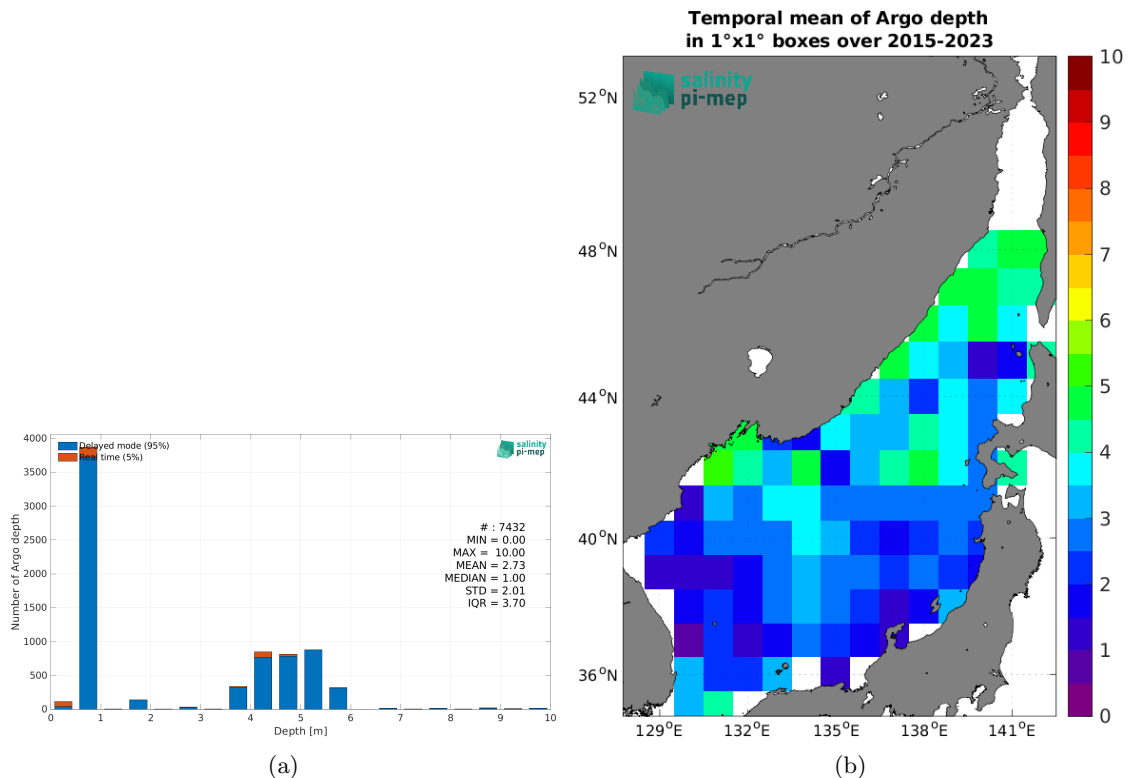 Temporal mean of Argo depth
in 1°x1° boxes over 2015-2023
salinity
pi-mep
52°N
48°N
44°N
40°N
36°N
129°E
132°E
135°E
138°E
141°E
10
9
8
7
6
5
4
3
2
1
0
Delayed mode (95%)
Real time (5%)
salinity
pi-mep
# : 7432
MIN = 0.00
MAX = 10.00
MEAN = 2.73
MEDIAN = 1.00
STD = 2.01
IQR = 3.70
Number of Argo depth
4000
3500
3000
2500
2000
1500
1000
500
0
0
1
2
3
4
5
6
7
8
9
10
Depth [m]
(a)
(b)